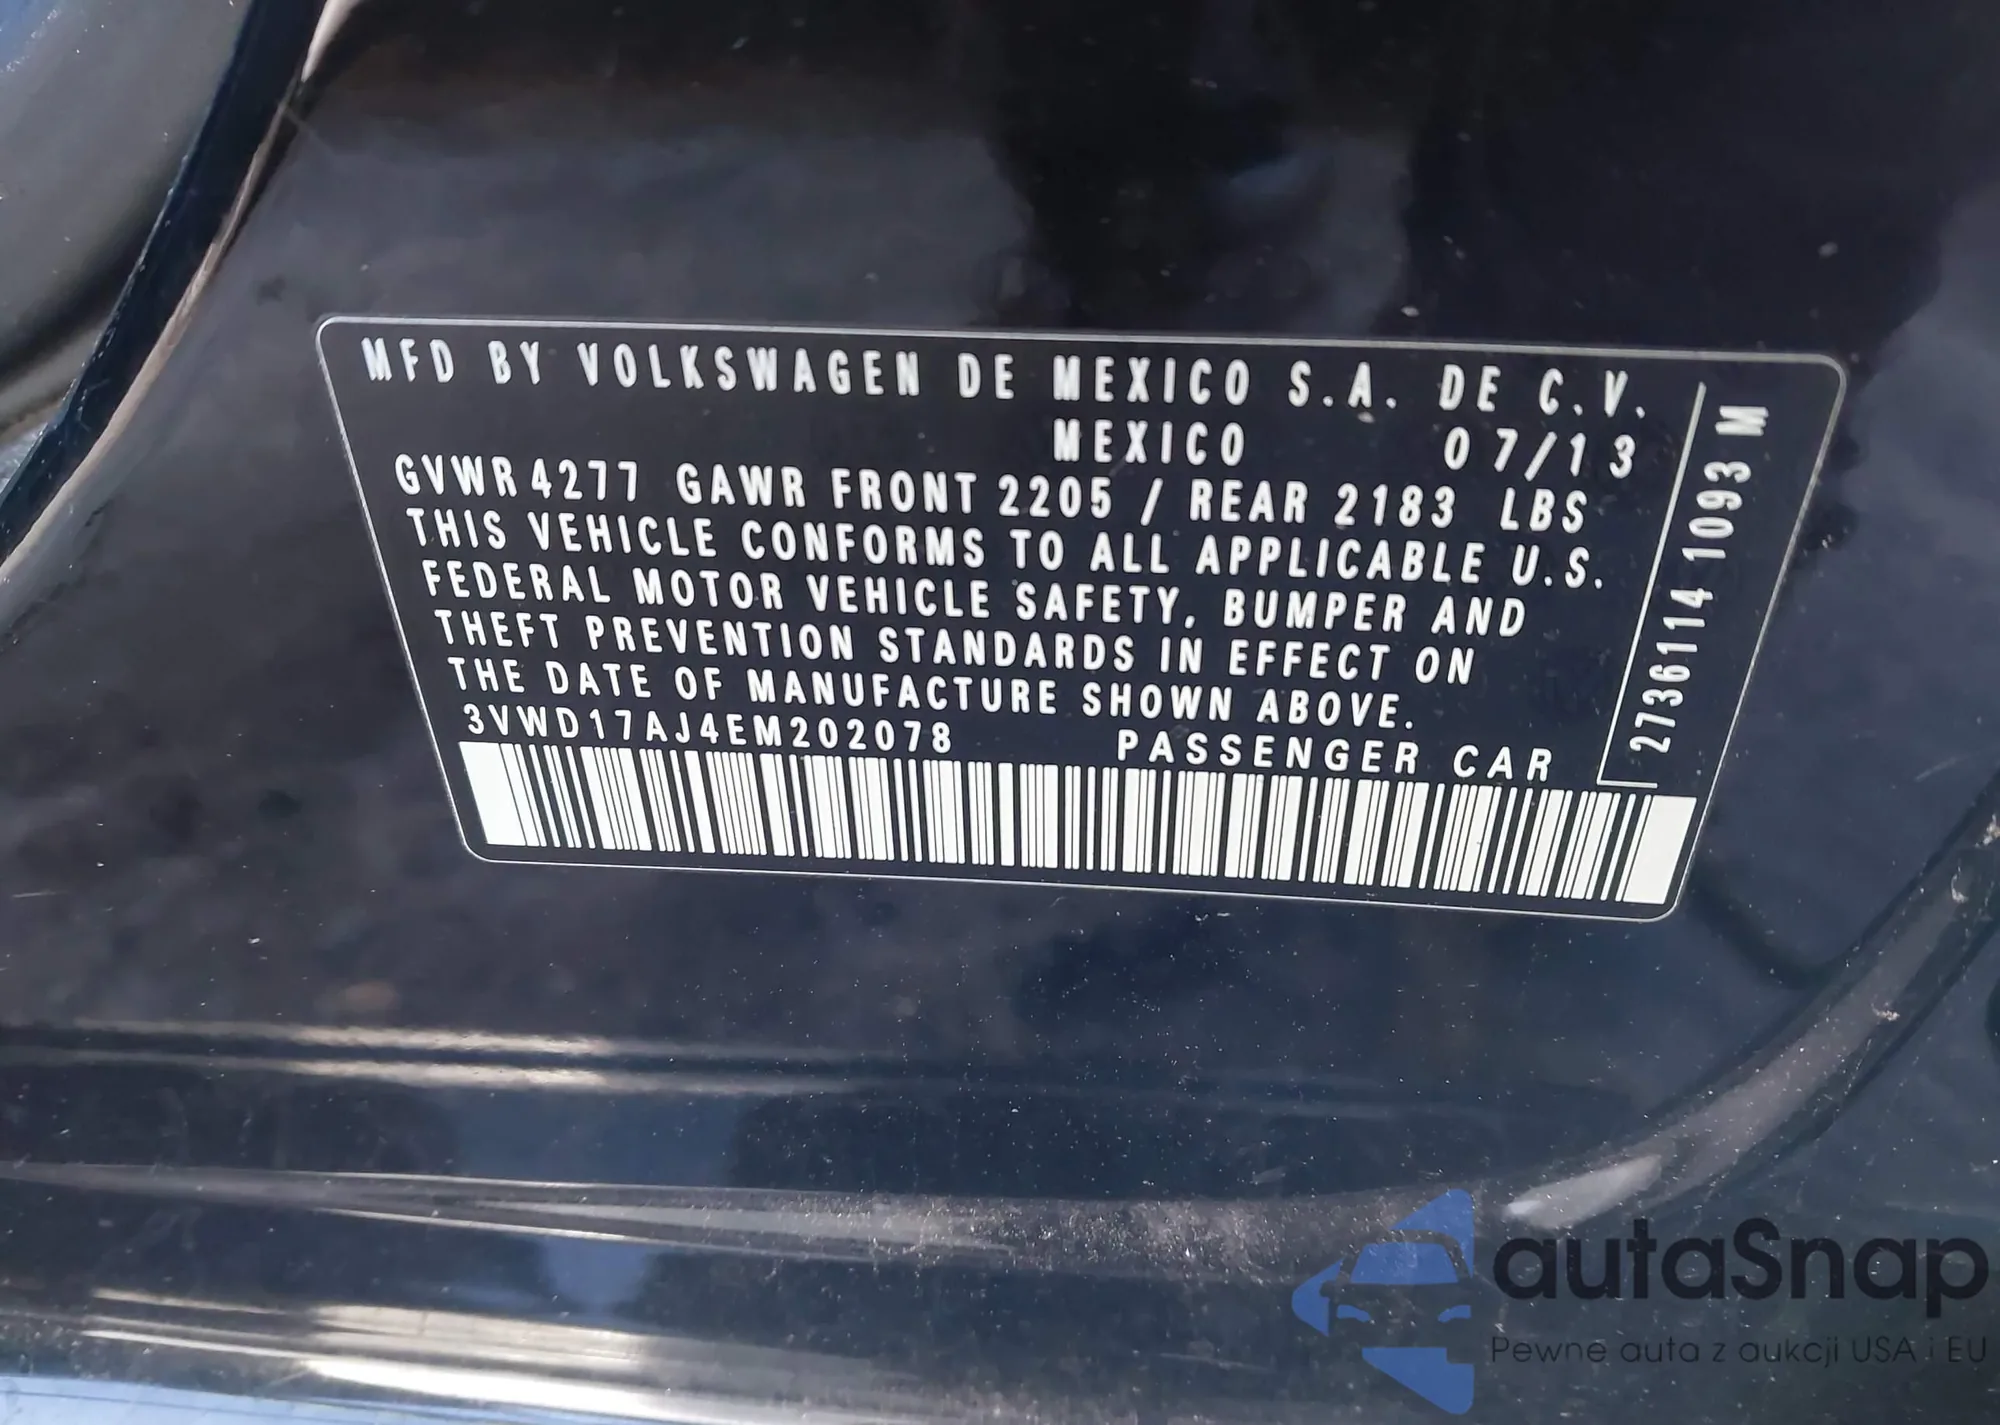 MFD BY VOLKSWAGEN DE MEXICO S.A. DE C.V.
MEXICO 07/13
GVWR 4277 GAWR FRONT 2205 / REAR 2183 LBS
THIS VEHICLE CONFORMS TO ALL APPLICABLE U.S.
FEDERAL MOTOR VEHICLE SAFETY, BUMPER AND
THEFT PREVENTION STANDARDS IN EFFECT ON
THE DATE OF MANUFACTURE SHOWN ABOVE.
3VWD17AJ4EM202078 PASSENGER CAR
2736114 1093 M
autaSnap
Pewne auta z aukcji USA i EU